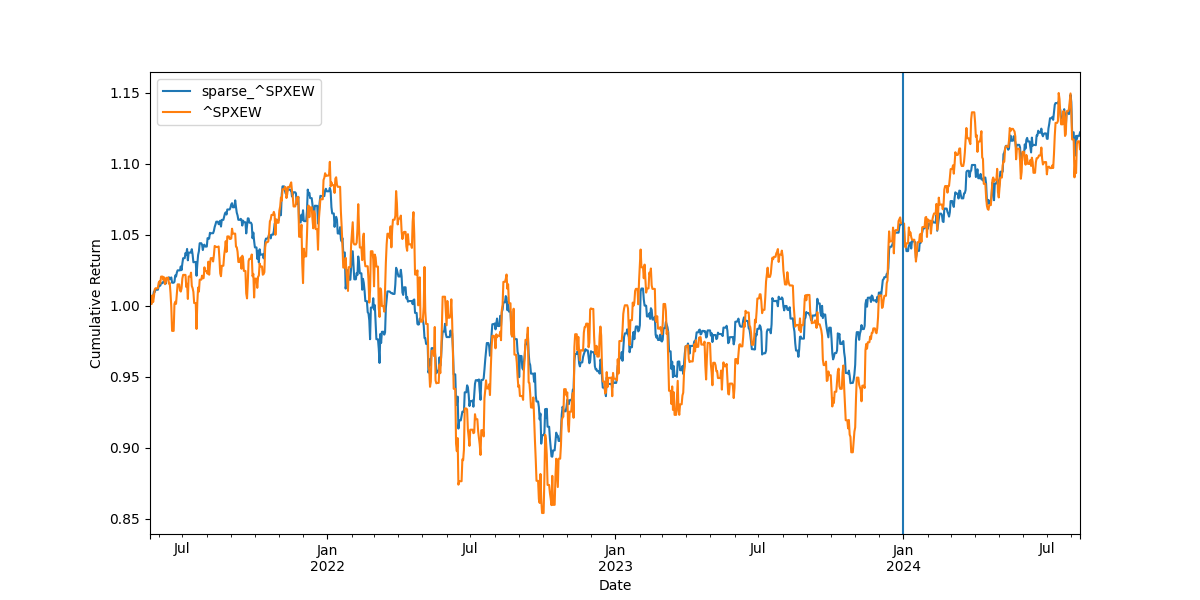 sparse_^SPXEW
^SPXEW
1.15
1.10
1.05
1.00
0.95
0.90
0.85
Cumulative Return
Jul
Jan
2022
Jul
Jan
2023
Jul
Jan
2024
Jul
Date